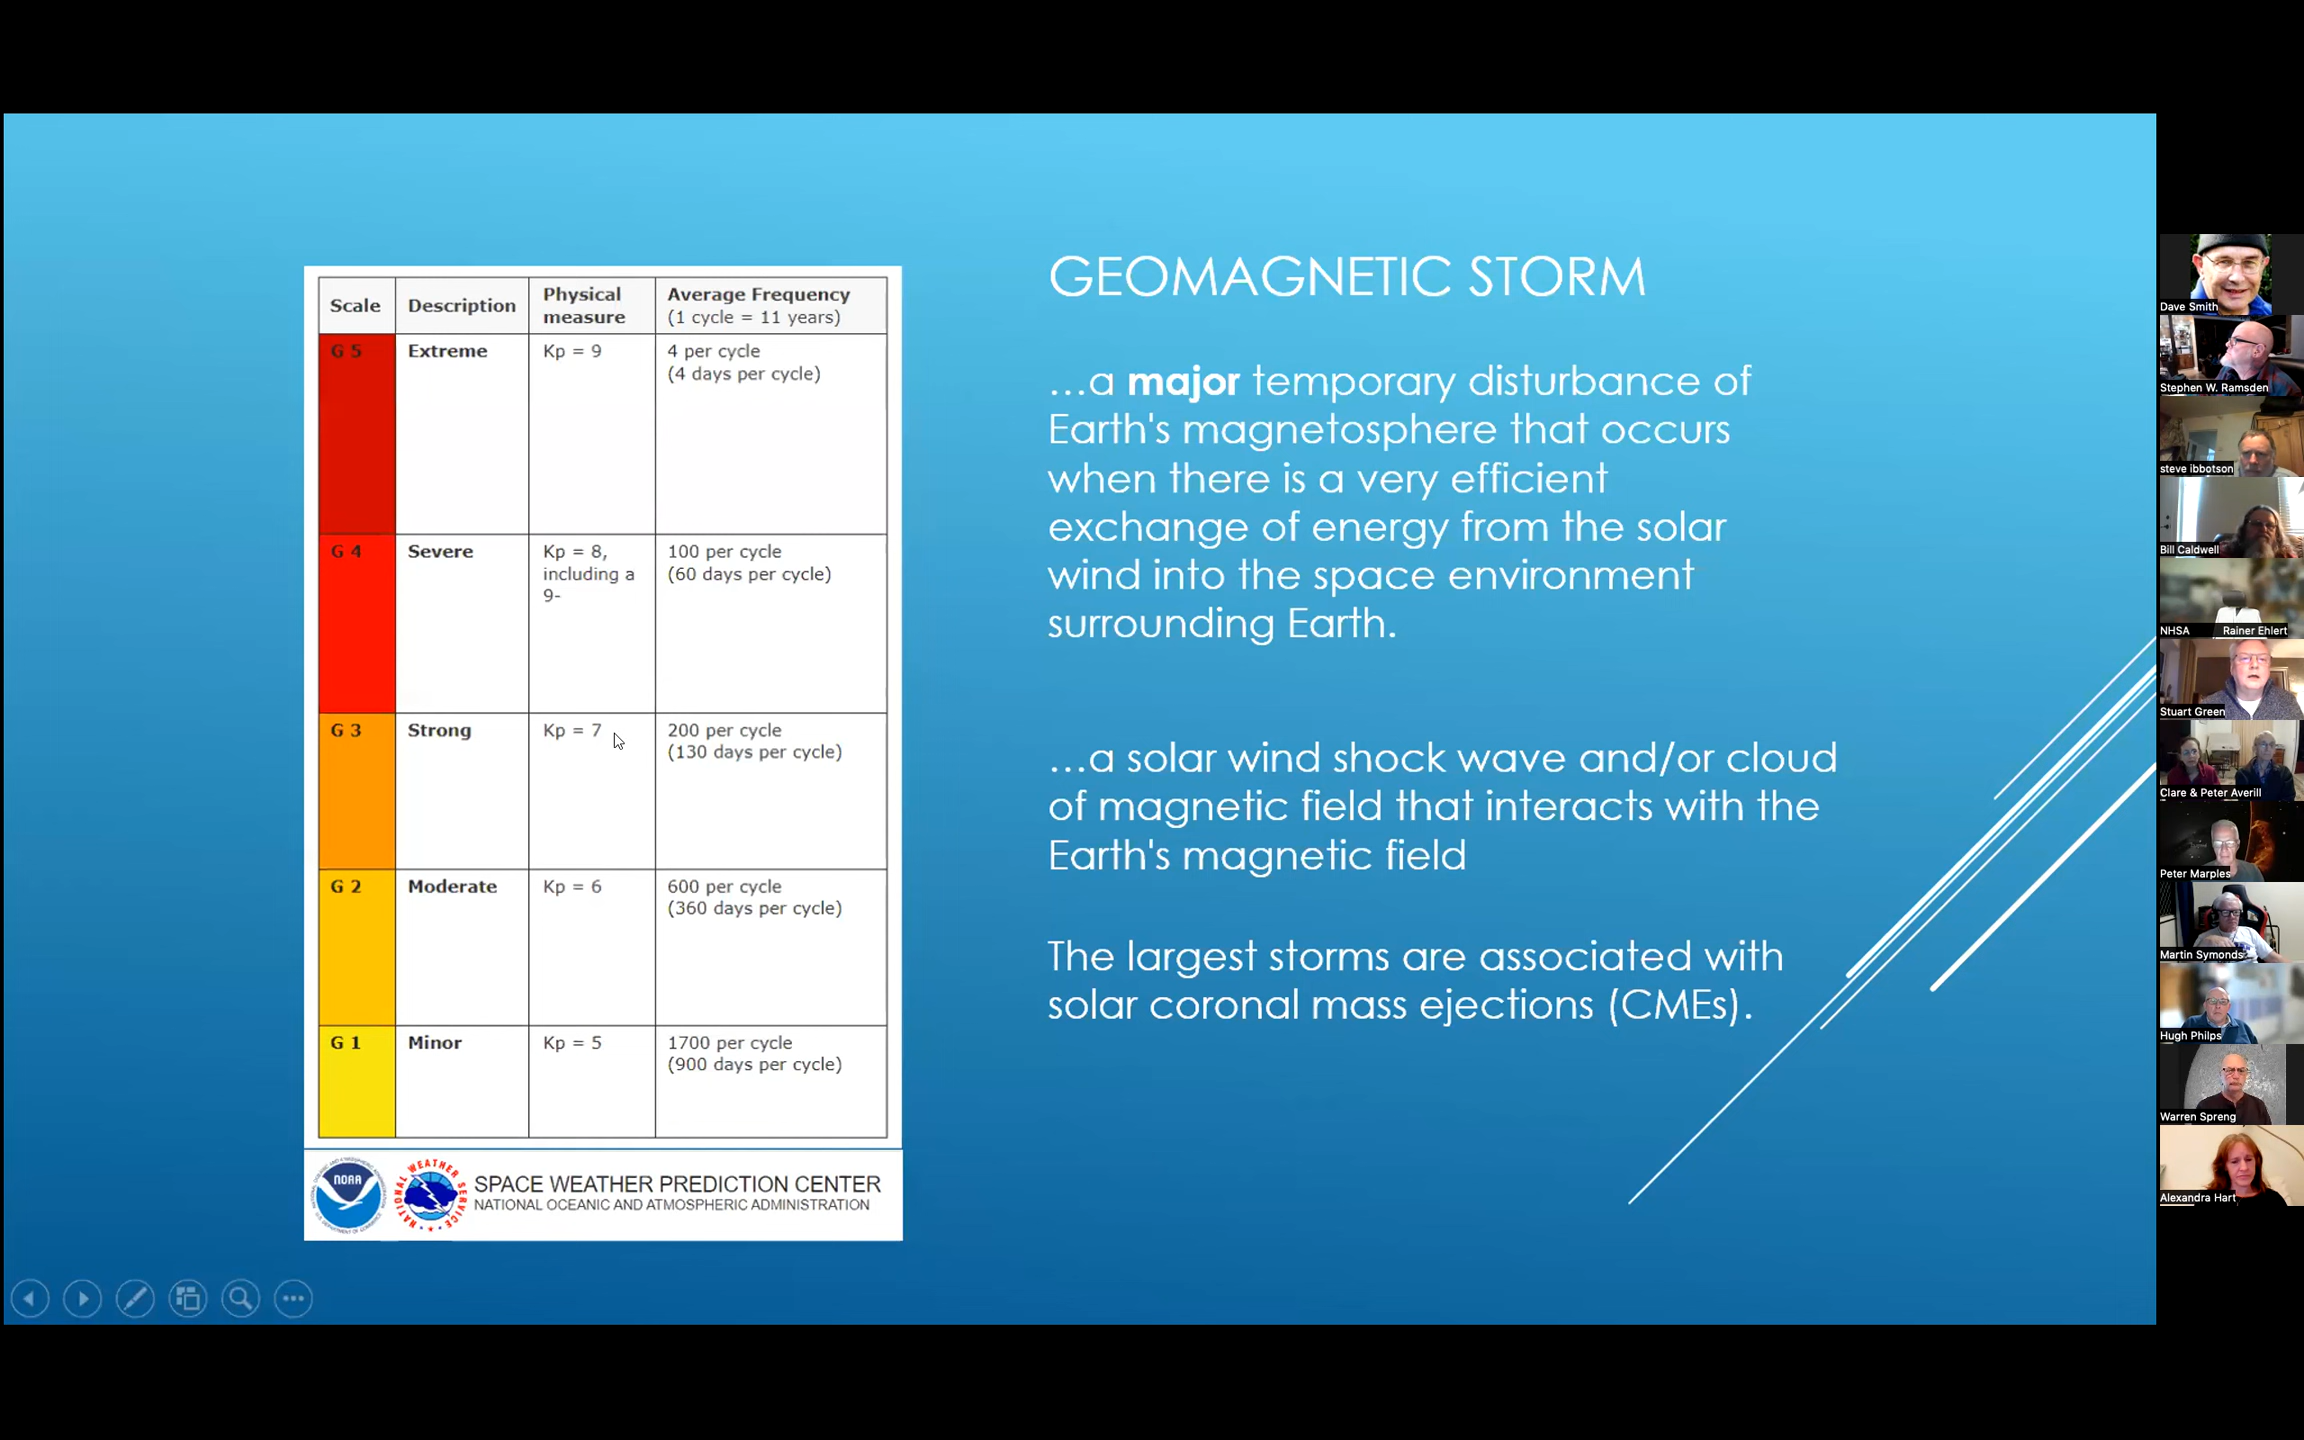 Scale
Description
Physical
measure
Average Frequency
(1 cycle = 11 years)
G 5
Extreme
Kp = 9
4 per cycle
(4 days per cycle)
G 4
Severe
Kp = 8,
including a
9-
100 per cycle
(60 days per cycle)
G 3
Strong
Kp = 7
200 per cycle
(130 days per cycle)
G 2
Moderate
Kp = 6
600 per cycle
(360 days per cycle)
G 1
Minor
Kp = 5
1700 per cycle
(900 days per cycle)
NOAA
NATIONAL WEATHER SERVICE
SPACE WEATHER PREDICTION CENTER
NATIONAL OCEANIC AND ATMOSPHERIC ADMINISTRATION
GEOMAGNETIC STORM
...a major temporary disturbance of
Earth's magnetosphere that occurs
when there is a very efficient
exchange of energy from the solar
wind into the space environment
surrounding Earth.
...a solar wind shock wave and/or cloud
of magnetic field that interacts with the
Earth's magnetic field
The largest storms are associated with
solar coronal mass ejections (CMEs).
Dave Smith
Stephen W. Ramsden
steve ibbotson
Bill Caldwell
NHSA Rainer Ehlert
Stuart Green
Clare & Peter Averill
Peter Marples
Martin Symonds
Hugh Philps
Warren Spreng
Alexandra Hart